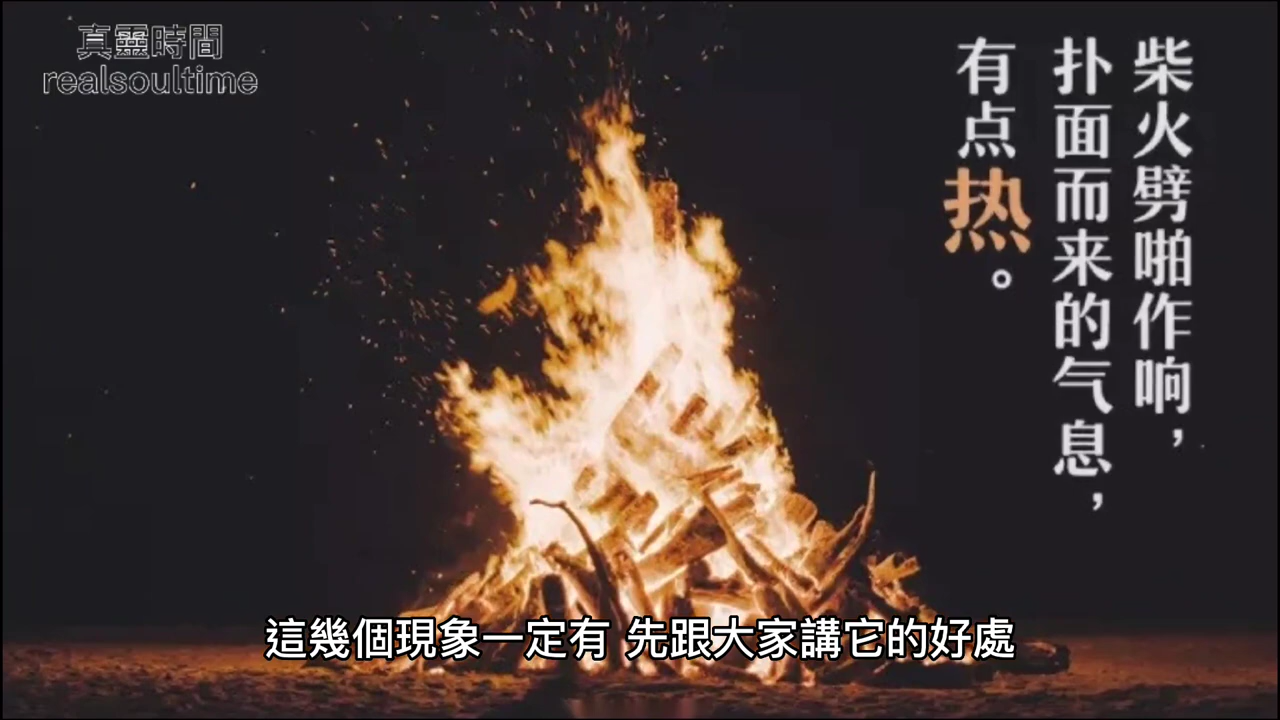 真靈時間
realsoultime
柴火劈啪作响，
扑面而来的气息，
有点热。
這幾個現象一定有 先跟大家講它的好處